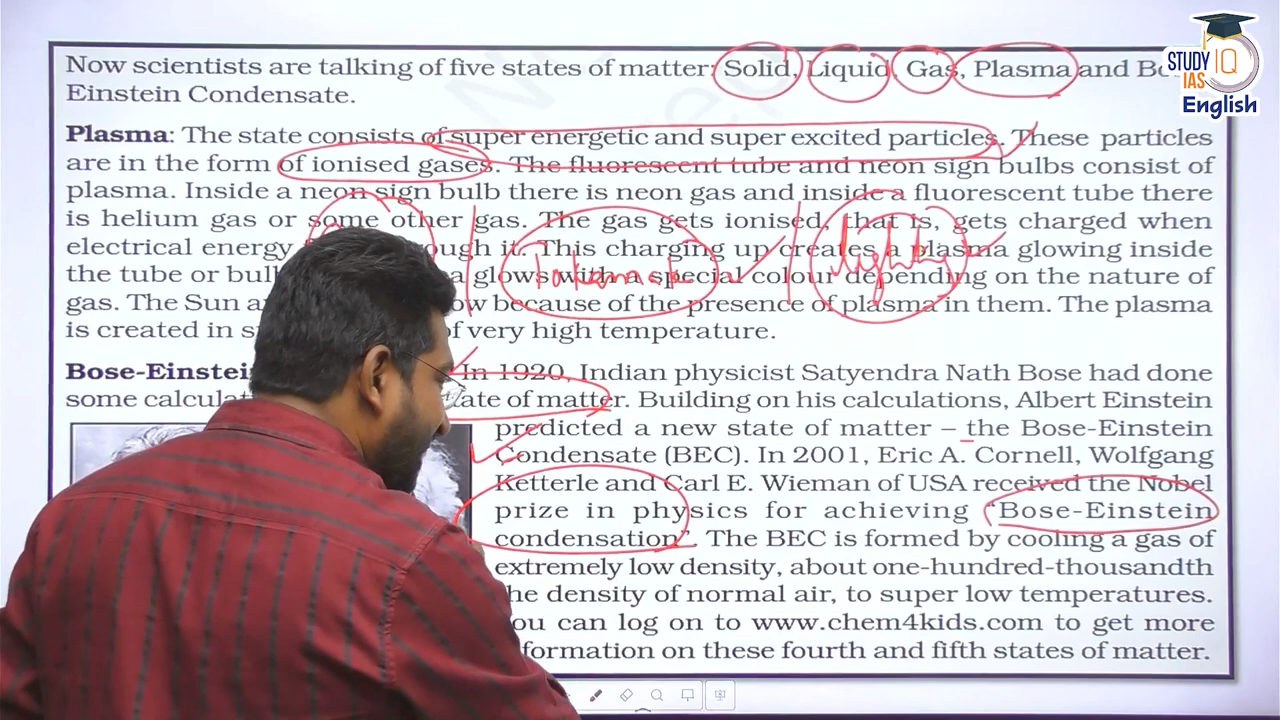 Now scientists are talking of five states of matter: Solid, Liquid, Gas, Plasma and
Einstein Condensate.
Plasma: The state consists of super energetic and super excited particles. These particles
are in the form of ionised gases. The fluorescent tube and neon sign bulbs consist of
plasma. Inside a neon sign bulb there is neon gas and inside a fluorescent tube there
is helium gas or some other gas. The gas gets ionised, that is, gets charged when
electrical energy it. This charging up creates a plasma glowing inside
the tube or glows with a special colour depending on the nature of
gas. The Sun because of the presence of plasma in them. The plasma
is created in of very high temperature.
In 1920, Indian physicist Satyendra Nath Bose had done
some of matter. Building on his calculations, Albert Einstein
predicted a new state of matter – the Bose-Einstein
Condensate (BEC). In 2001, Eric A. Cornell, Wolfgang
Ketterle and Carl E. Wieman of USA received the Nobel
prize in physics for achieving “Bose-Einstein
condensation”. The BEC is formed by cooling a gas of
extremely low density, about one-hundred-thousandth
the density of normal air, to super low temperatures.
can log on to www.chem4kids.com to get more
on these fourth and fifth states of matter.
STUDY IQ
IAS
English